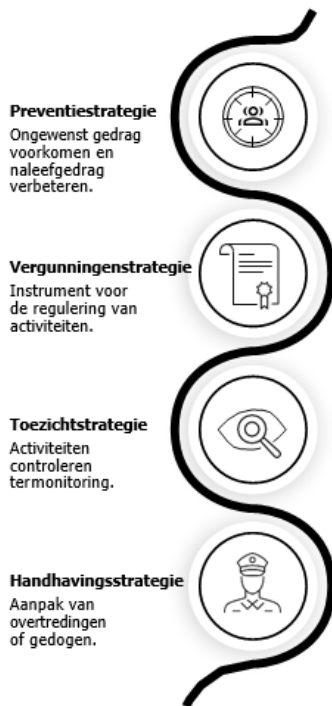 Preventiestrategie
Ongewenst gedrag
voorkomen en
naleefgedrag
verbeteren.
Vergunningenstrategie
Instrument voor
de regulering van
activiteiten.
Toezichtstrategie
Activiteiten
controleren
termonitoring.
Handhavingsstrategie
Aanpak van
overtredingen
of gedogen.